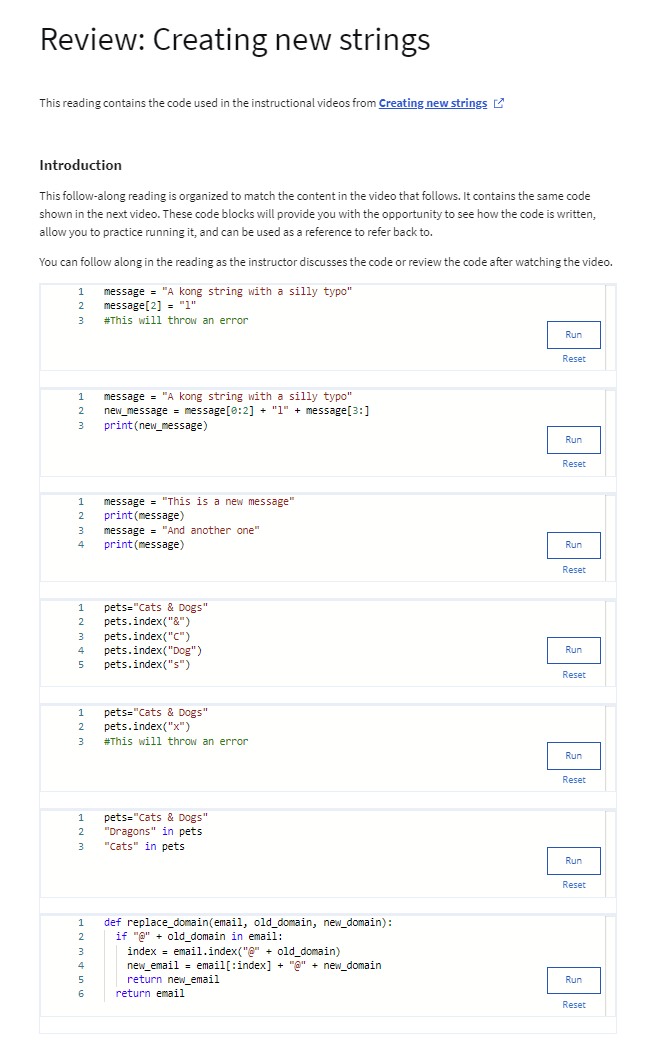 Review: Creating new strings
This reading contains the code used in the instructional videos from Creating new strings
Introduction
This follow-along reading is organized to match the content in the video that follows. It contains the same code
shown in the next video. These code blocks will provide you with the opportunity to see how the code is written,
allow you to practice running it, and can be used as a reference to refer back to.
You can follow along in the reading as the instructor discusses the code or review the code after watching the video.
1 message = "A kong string with a silly typo"
2 message[2] = "l"
3 #This will throw an error
Run
Reset
1 message = "A kong string with a silly typo"
2 new_message = message[0:2] + "l" + message[3:]
3 print(new_message)
Run
Reset
1 message = "This is a new message"
2 print(message)
3 message = "And another one"
4 print(message)
Run
Reset
1 pets="Cats & Dogs"
2 pets.index("&")
3 pets.index("C")
4 pets.index("Dog")
5 pets.index("s")
Run
Reset
1 pets="Cats & Dogs"
2 pets.index("x")
3 #This will throw an error
Run
Reset
1 pets="Cats & Dogs"
2 "Dragons" in pets
3 "Cats" in pets
Run
Reset
1 def replace_domain(email, old_domain, new_domain):
2 if "@" + old_domain in email:
3 index = email.index("@" + old_domain)
4 new_email = email[:index] + "@" + new_domain
5 return new_email
6 return email
Run
Reset